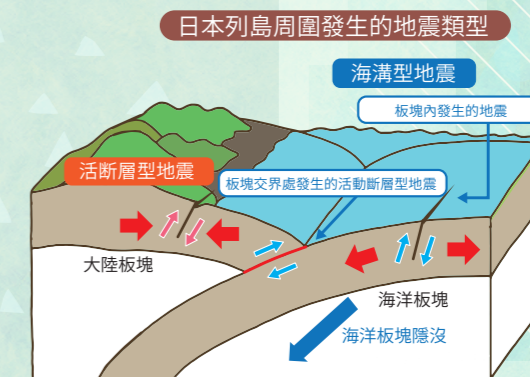 日本列島周圍發生的地震類型
海溝型地震
板塊內發生的地震
活断層型地震
板塊交界處發生的活動斷層型地震
大陸板塊
海洋板塊
海洋板塊隱沒